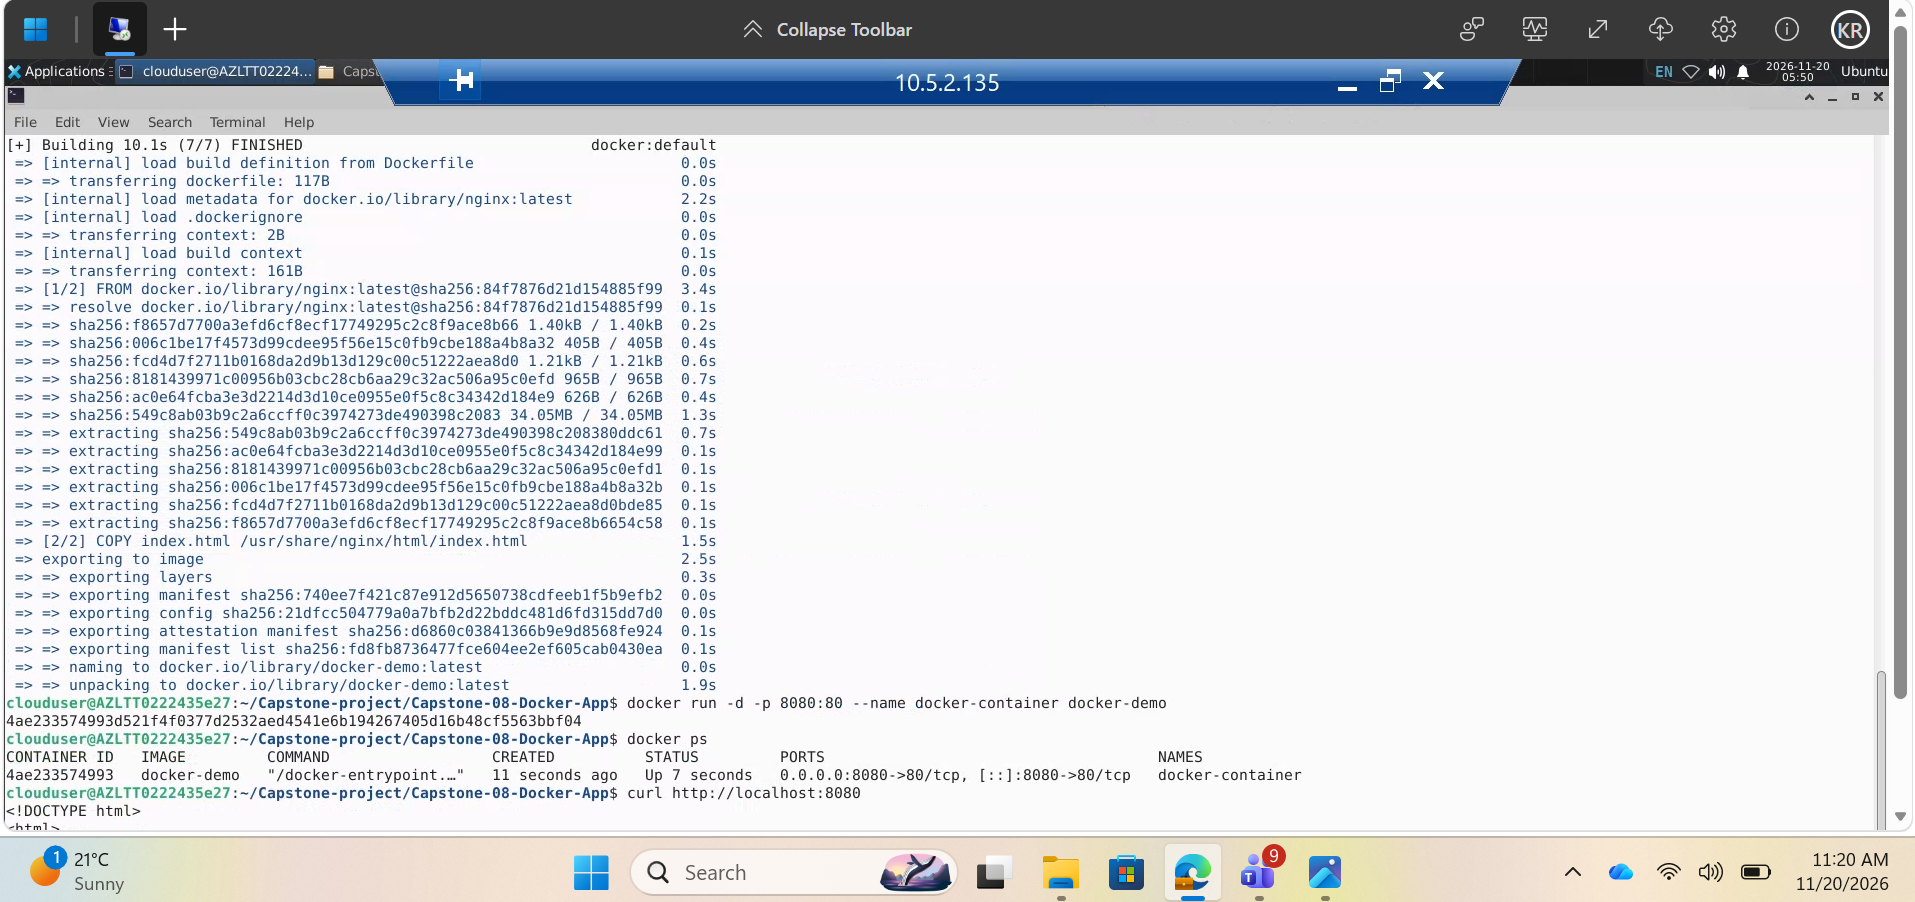 Collapse Toolbar
KR
Applications
clouduser@AZLTT02224...
Caps
10.5.2.135
EN
2026-11-20
05:50
Ubuntu
File Edit View Search Terminal Help
[+] Building 10.1s (7/7) FINISHED docker:default
=> [internal] load build definition from Dockerfile 0.0s
=> => transferring dockerfile: 117B 0.0s
=> [internal] load metadata for docker.io/library/nginx:latest 2.2s
=> [internal] load .dockerignore 0.0s
=> => transferring context: 2B 0.0s
=> [internal] load build context 0.1s
=> => transferring context: 161B 0.0s
=> [1/2] FROM docker.io/library/nginx:latest@sha256:84f7876d21d154885f99 3.4s
=> => resolve docker.io/library/nginx:latest@sha256:84f7876d21d154885f99 0.1s
=> => sha256:f8657d7700a3efd6cf8ecf17749295c2c8f9ace8b66 1.40kB / 1.40kB 0.2s
=> => sha256:006c1be17f4573d99cdee95f56e15c0fb9cbe188a4b8a32 405B / 405B 0.4s
=> => sha256:fcd4d7f2711b0168da2d9b13d129c00c51222aea8d0 1.21kB / 1.21kB 0.6s
=> => sha256:8181439971c00956b03cbc28cb6aa29c32ac506a95c0efd 965B / 965B 0.7s
=> => sha256:ac0e64fcba3e3d2214d3d10ce0955e0f5c8c34342d184e9 626B / 626B 0.4s
=> => sha256:549c8ab03b9c2a6ccff0c3974273de490398c2083 34.05MB / 34.05MB 1.3s
=> => extracting sha256:549c8ab03b9c2a6ccff0c3974273de490398c208380ddc61 0.7s
=> => extracting sha256:ac0e64fcba3e3d2214d3d10ce0955e0f5c8c34342d184e99 0.1s
=> => extracting sha256:8181439971c00956b03cbc28cb6aa29c32ac506a95c0efd1 0.1s
=> => extracting sha256:006c1be17f4573d99cdee95f56e15c0fb9cbe188a4b8a32b 0.1s
=> => extracting sha256:fcd4d7f2711b0168da2d9b13d129c00c51222aea8d0bde85 0.1s
=> => extracting sha256:f8657d7700a3efd6cf8ecf17749295c2c8f9ace8b6654c58 0.1s
=> [2/2] COPY index.html /usr/share/nginx/html/index.html 1.5s
=> exporting to image 2.5s
=> => exporting layers 0.3s
=> => exporting manifest sha256:740ee7f421c87e912d5650738cdfeeb1f5b9efb2 0.0s
=> => exporting config sha256:21dfcc504779a0a7bfb2d22bddc481d6fd315dd7d0 0.0s
=> => exporting attestation manifest sha256:d6860c03841366b9e9d8568fe924 0.1s
=> => exporting manifest list sha256:fd8fb8736477fce604ee2ef605cab0430ea 0.1s
=> => naming to docker.io/library/docker-demo:latest 0.0s
=> => unpacking to docker.io/library/docker-demo:latest 1.9s
clouduser@AZLTT0222435e27:~/Capstone-project/Capstone-08-Docker-App$ docker run -d -p 8080:80 --name docker-container docker-demo
4ae233574993d521f4f0377d2532aed4541e6b194267405d16b48cf5563bbf04
clouduser@AZLTT0222435e27:~/Capstone-project/Capstone-08-Docker-App$ docker ps
CONTAINER ID IMAGE COMMAND CREATED STATUS PORTS NAMES
4ae233574993 docker-demo "/docker-entrypoint.…" 11 seconds ago Up 7 seconds 0.0.0.0:8080->80/tcp, [::]:8080->80/tcp docker-container
clouduser@AZLTT0222435e27:~/Capstone-project/Capstone-08-Docker-App$ curl http://localhost:8080
<!DOCTYPE html>
<html>
1
21°C
Sunny
Search
9
11:20 AM
11/20/2026